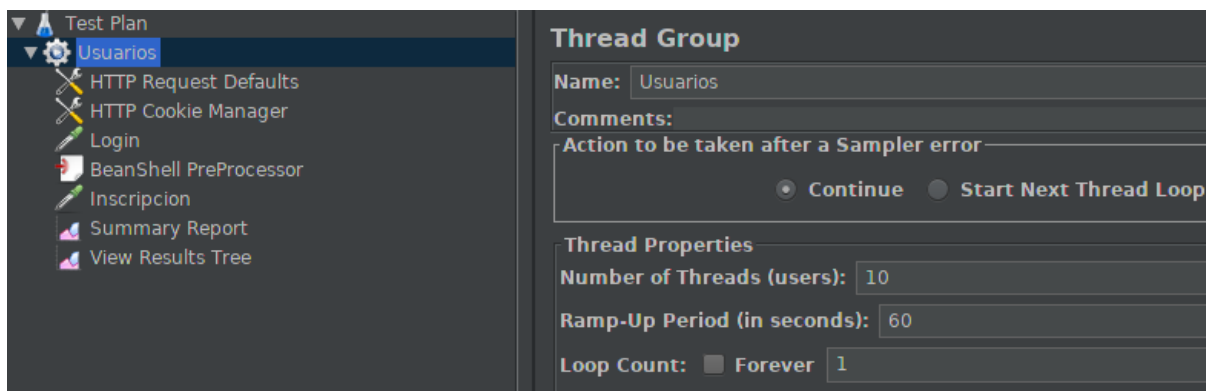 Test Plan
Usuarios
HTTP Request Defaults
HTTP Cookie Manager
Login
BeanShell PreProcessor
Inscripcion
Summary Report
View Results Tree
Thread Group
Name: Usuarios
Comments:
Action to be taken after a Sampler error
Continue Start Next Thread Loop
Thread Properties
Number of Threads (users): 10
Ramp-Up Period (in seconds): 60
Loop Count: Forever 1